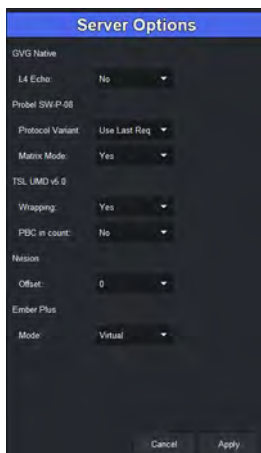 Server Options
GVG Native
L4 Echo: No
Probel SW-P-08
Protocol Variant Use Last Req
Matrix Mode: Yes
TSL UMD v5.0
Wrapping: Yes
PBC in count: No
Nvision
Offset: 0
Ember Plus
Mode Virtual
Cancel Apply